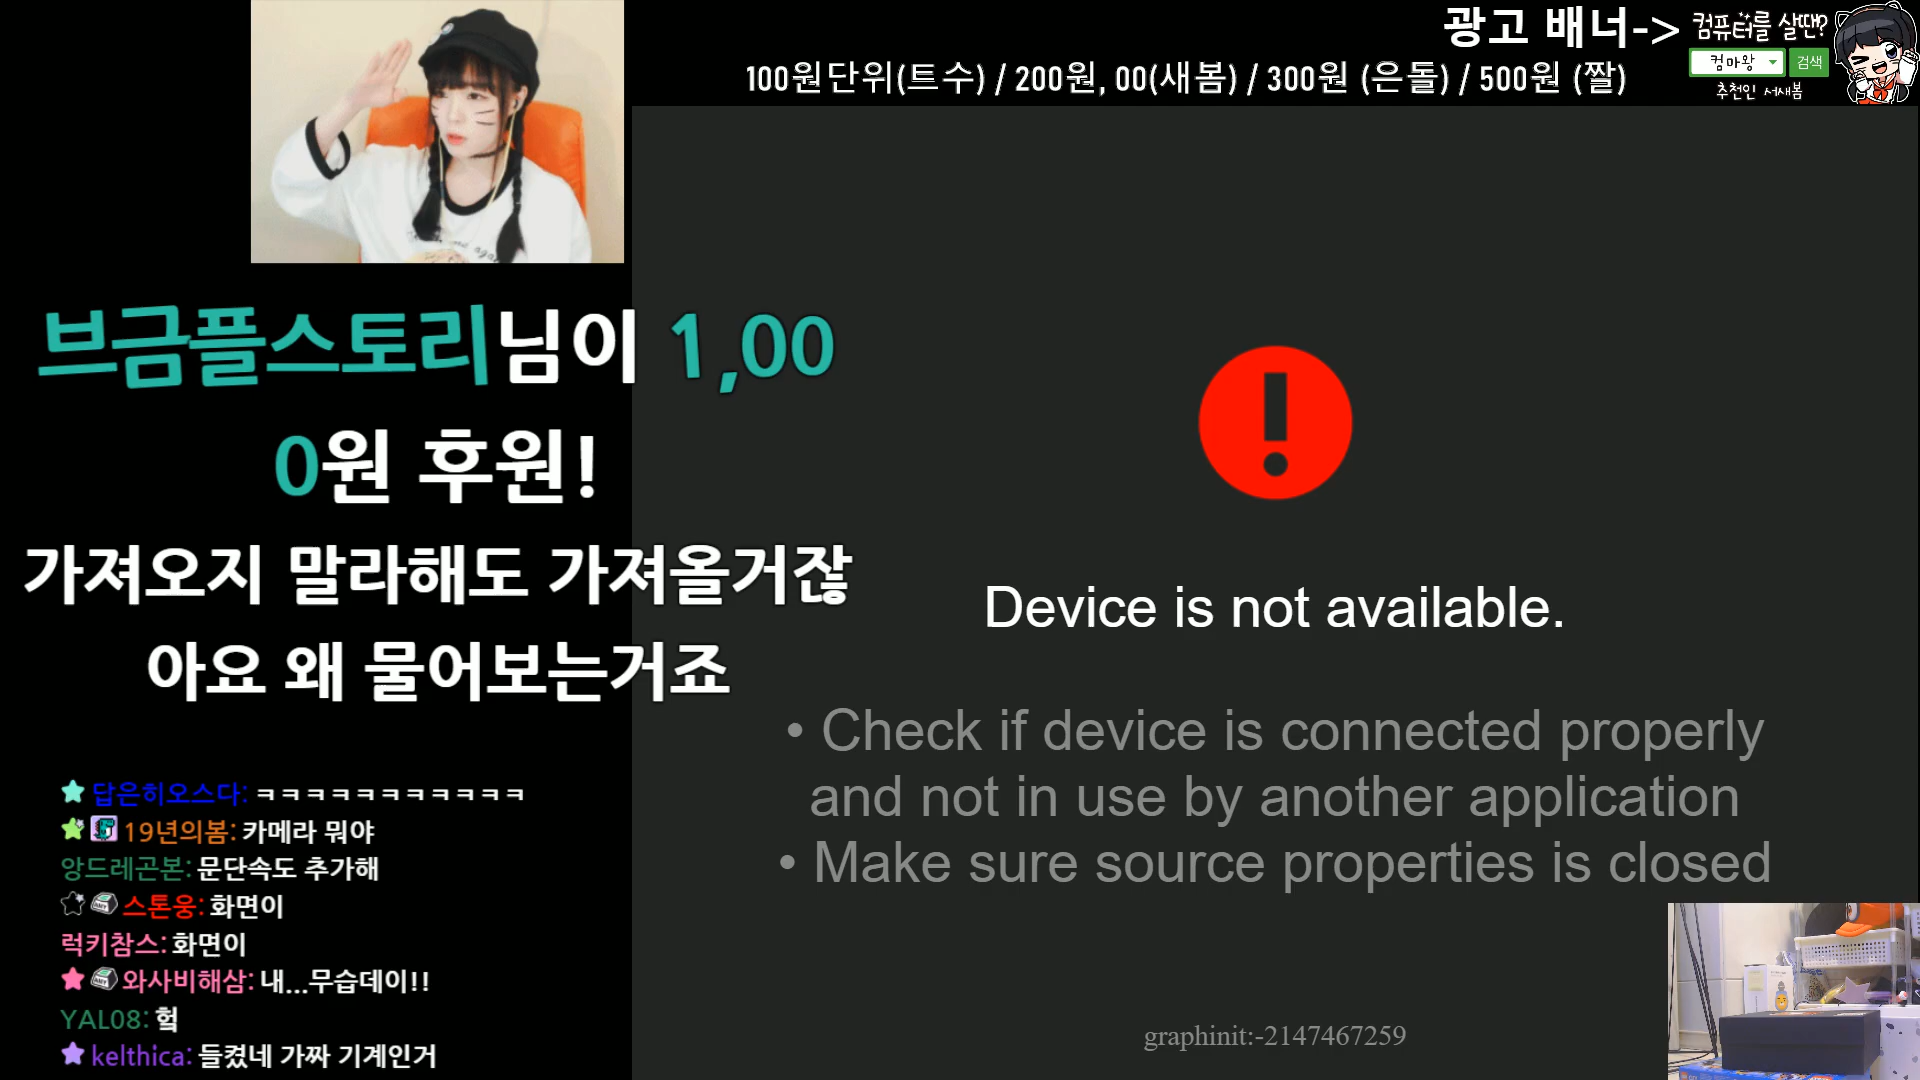 광고 배너->
컴퓨터를 살땐?
컴마왕
검색
추천인 서새봄
100원단위(트수) / 200원, 00(새봄) / 300원 (은돌) / 500원 (짤)
브금플스토리님이 1,00
0원 후원!
가져오지 말라해도 가져올거잖
아요 왜 물어보는거죠
Device is not available.
• Check if device is connected properly
and not in use by another application
• Make sure source properties is closed
graphinit:-2147467259
답은히오스다: ㅋㅋㅋㅋㅋㅋㅋㅋㅋㅋㅋ
19년의봄: 카메라 뭐야
앙드레곤본: 문단속도 추가해
스톤웅: 화면이
럭키참스: 화면이
와사비해삼: 내...무습데이!!
YAL08: 헠
kelthica: 들켰네 가짜 기계인거